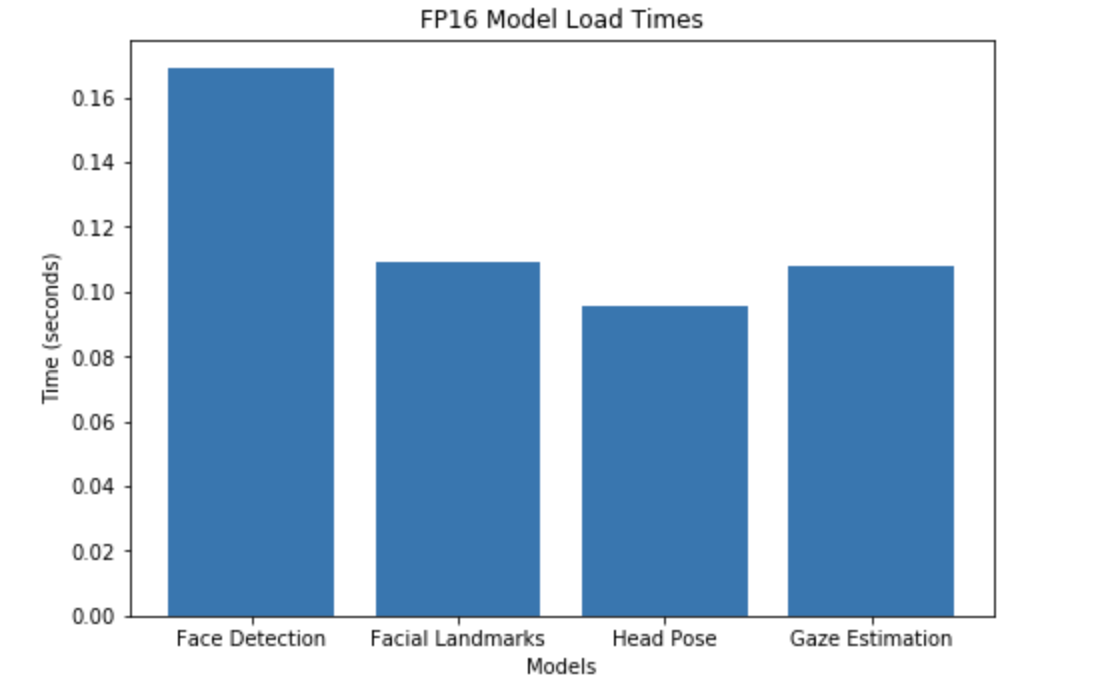 FP16 Model Load Times
Time (seconds)
0.16
0.14
0.12
0.10
0.08
0.06
0.04
0.02
0.00
Face Detection Facial Landmarks Head Pose Gaze Estimation
Models